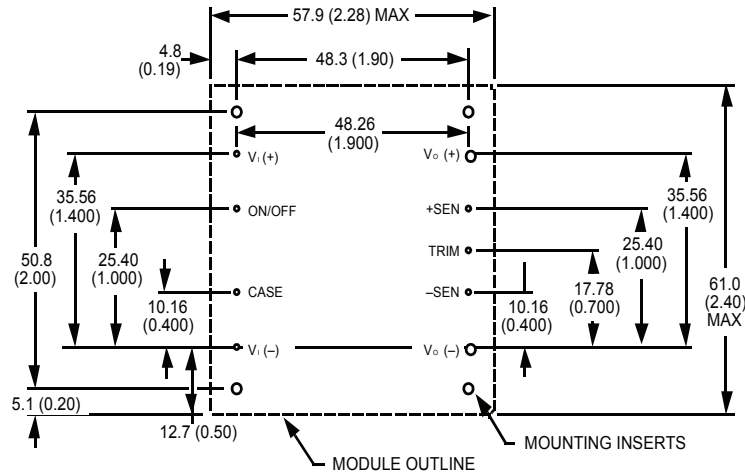 57.9 (2.28) MAX
4.8
(0.19)
48.3 (1.90)
48.26
(1.900)
VI (+)
VO (+)
35.56
(1.400)
35.56
(1.400)
ON/OFF
+SEN
50.8
(2.00)
25.40
(1.000)
TRIM
25.40
(1.000)
17.78
(0.700)
61.0
(2.40)
MAX
CASE
–SEN
10.16
(0.400)
10.16
(0.400)
VI (–)
VO (–)
5.1 (0.20)
12.7 (0.50)
MOUNTING INSERTS
MODULE OUTLINE